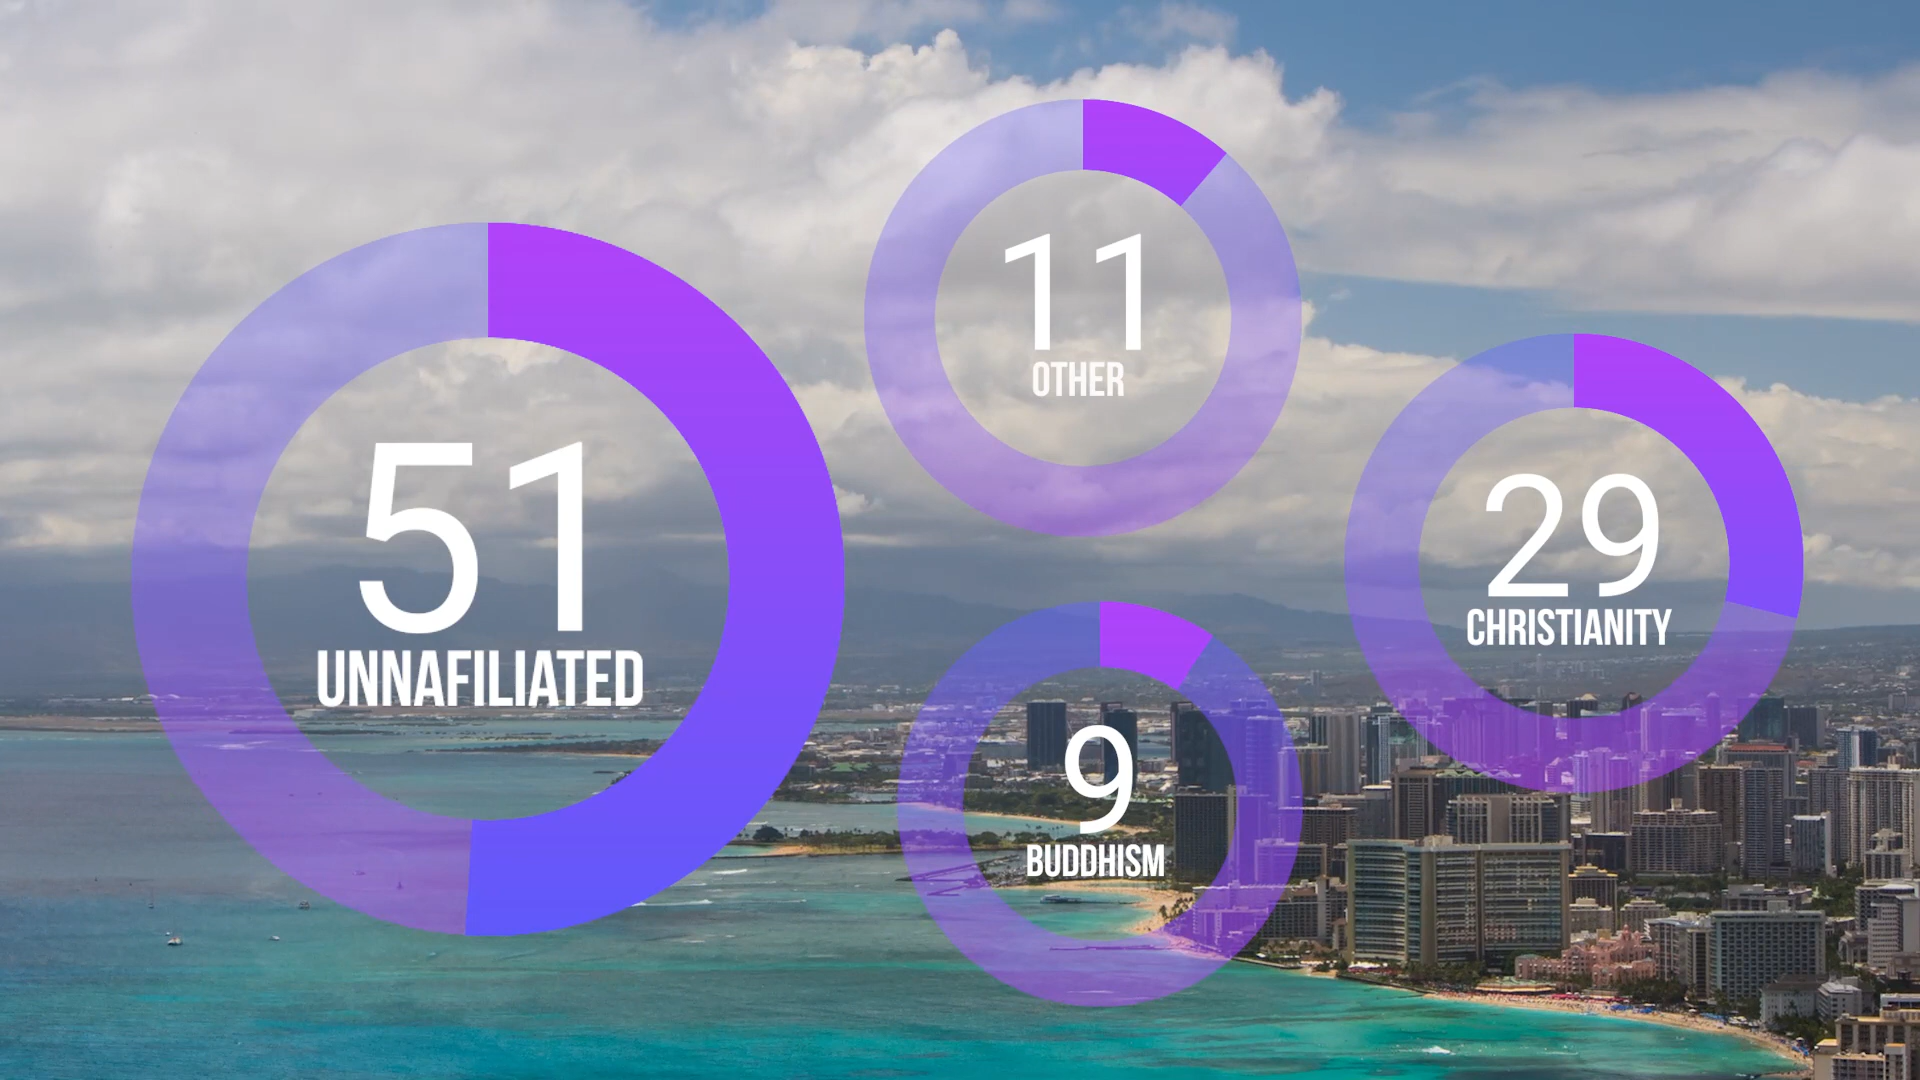 51
UNNAFILIATED
11
OTHER
29
CHRISTIANITY
9
BUDDHISM